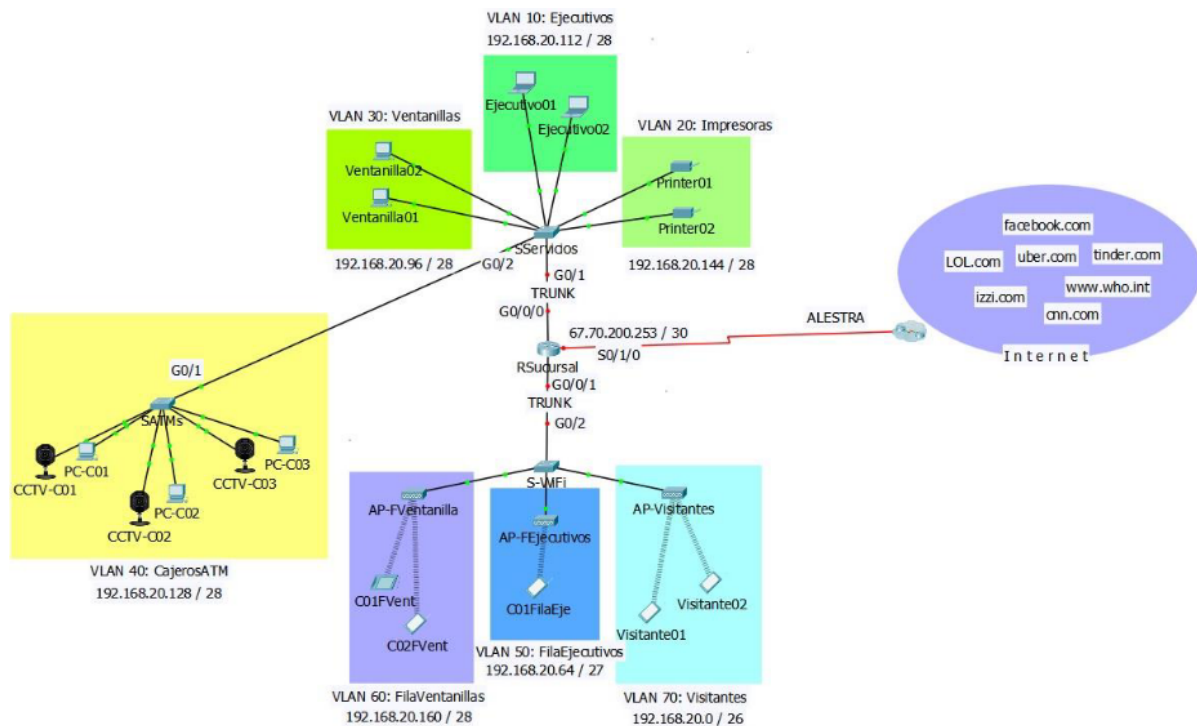 VLAN 10: Ejecutivos
192.168.20.112 / 28
Ejecutivo01
Ejecutivo02
VLAN 30: Ventanillas
Ventanilla02
Ventanilla01
192.168.20.96 / 28
VLAN 20: Impresoras
Printer01
Printer02
192.168.20.144 / 28
SServicios
G0/2
G0/1
TRUNK
G0/0/0
67.70.200.253 / 30
S0/1/0
RSucursal
G0/0/1
TRUNK
G0/2
ALESTRA
facebook.com
LOL.com
uber.com
tinder.com
izzi.com
www.who.int
cnn.com
Internet
G0/1
SATMs
CCTV-C01
PC-C01
CCTV-C02
PC-C02
CCTV-C03
PC-C03
VLAN 40: CajerosATM
192.168.20.128 / 28
S-WiFi
AP-FVentanilla
C01FVent
C02FVent
VLAN 60: FilaVentanillas
192.168.20.160 / 28
AP-FEjecutivos
C01FilaEje
VLAN 50: FilaEjecutivos
192.168.20.64 / 27
AP-Visitantes
Visitante01
Visitante02
VLAN 70: Visitantes
192.168.20.0 / 26